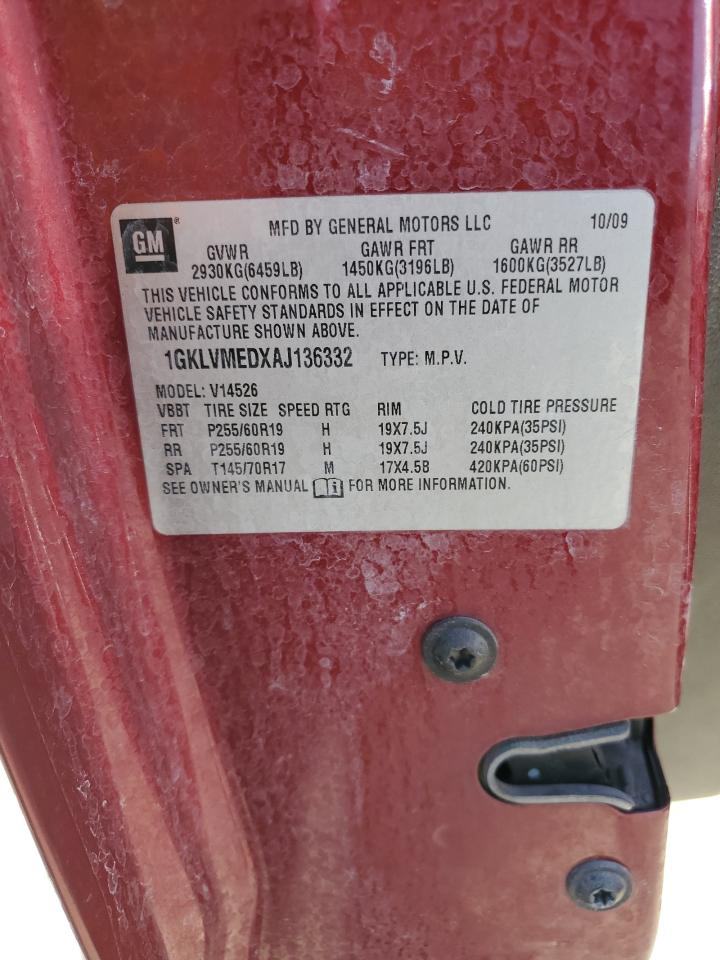 GM ® MFD BY GENERAL MOTORS LLC 10/09
GVWR GAWR FRT GAWR RR
2930KG(6459LB) 1450KG(3196LB) 1600KG(3527LB)
THIS VEHICLE CONFORMS TO ALL APPLICABLE U.S. FEDERAL MOTOR
VEHICLE SAFETY STANDARDS IN EFFECT ON THE DATE OF
MANUFACTURE SHOWN ABOVE.
1GKLVMEDXAJ136332 TYPE: M.P.V.
MODEL: V14526
VBBT TIRE SIZE SPEED RTG RIM COLD TIRE PRESSURE
FRT P255/60R19 H 19X7.5J 240KPA(35PSI)
RR P255/60R19 H 19X7.5J 240KPA(35PSI)
SPA T145/70R17 M 17X4.5B 420KPA(60PSI)
SEE OWNER'S MANUAL i FOR MORE INFORMATION.